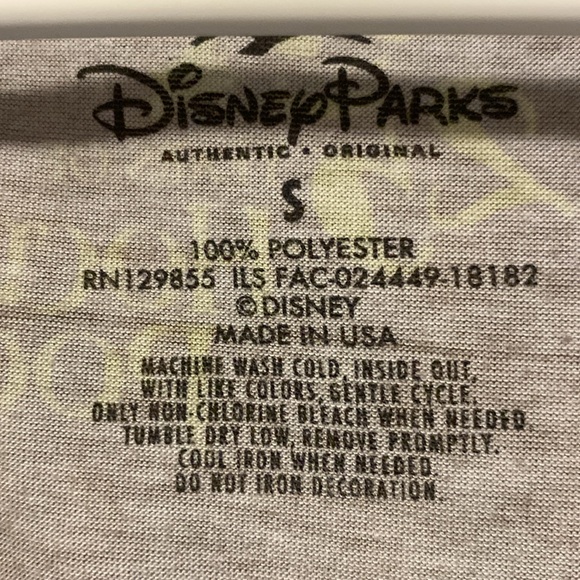 Disney Parks
AUTHENTIC • ORIGINAL
S
100% POLYESTER
RN129855 ILS FAC-024449-18182
© DISNEY
MADE IN USA
MACHINE WASH COLD, INSIDE OUT,
WITH LIKE COLORS, GENTLE CYCLE.
ONLY NON-CHLORINE BLEACH WHEN NEEDED.
TUMBLE DRY LOW, REMOVE PROMPTLY.
COOL IRON WHEN NEEDED.
DO NOT IRON DECORATION.